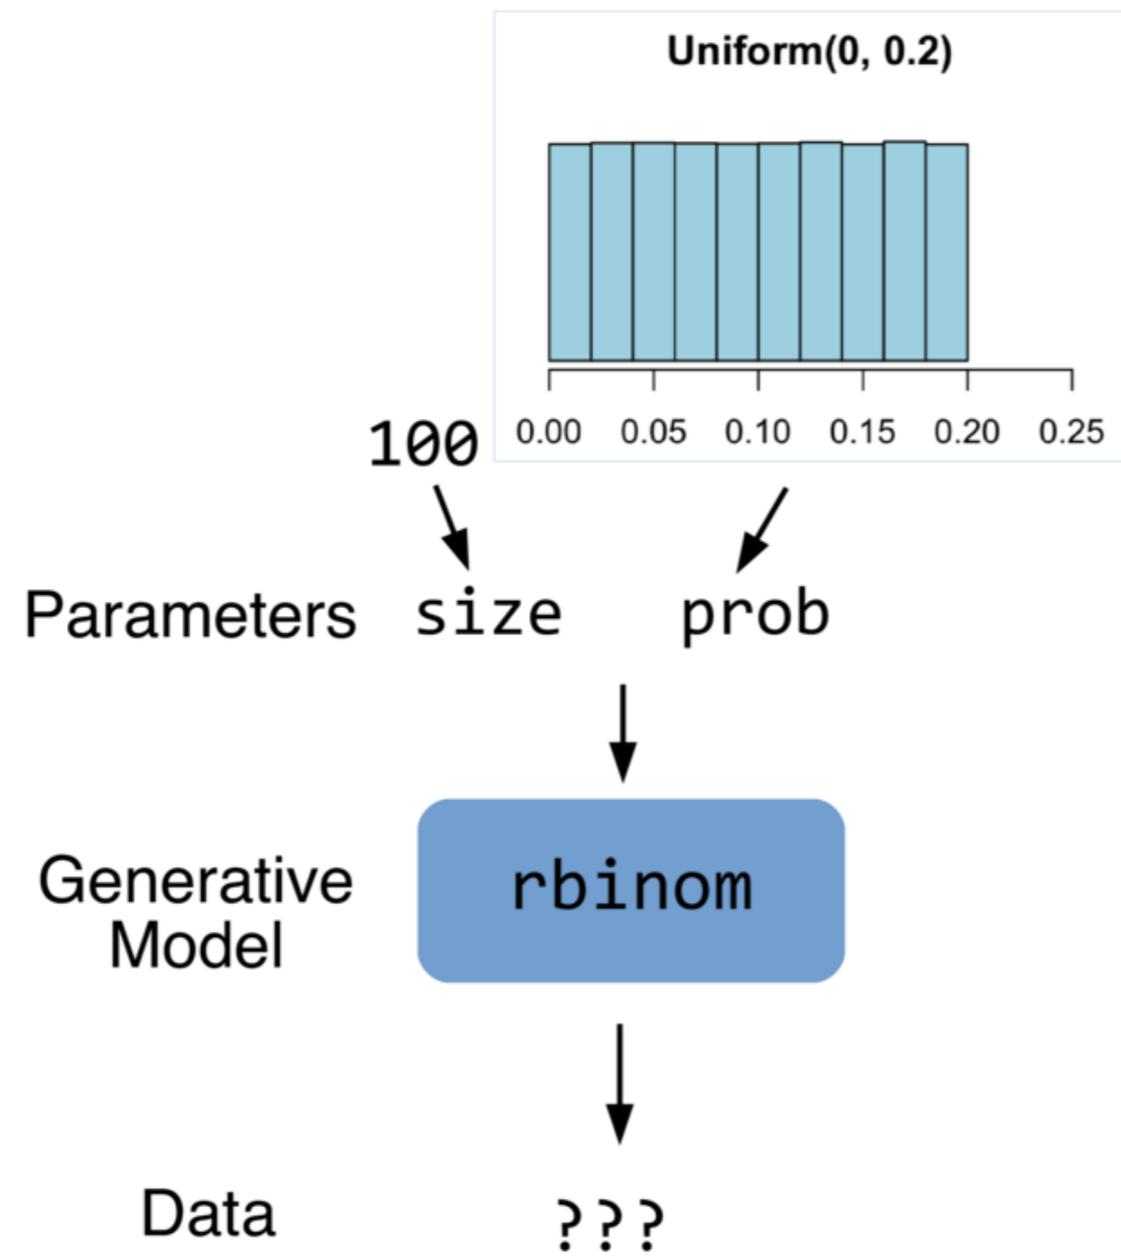 Uniform(0, 0.2)
0.00 0.05 0.10 0.15 0.20 0.25
100
Parameters size prob
Generative
Model
rbinom
Data ???